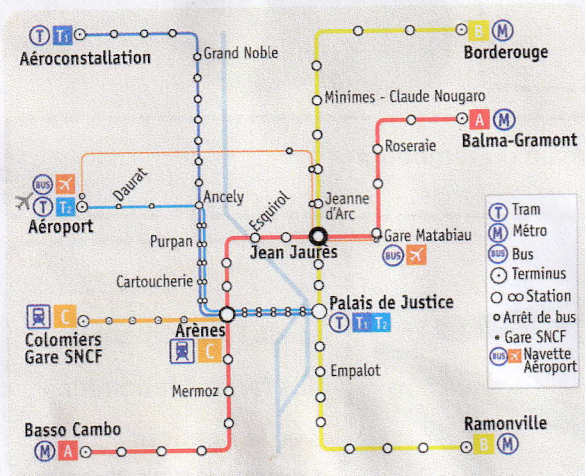 T T1
Aéroconstallation
Grand Noble
B M
Borderouge
Minimes - Claude Nougaro
A M
Balma-Gramont
Roseraie
BUS
T T2
Aéroport
Daurat
Ancely
Esquirol
Jeanne
d'Arc
Purpan
Jean Jaurès
Gare Matabiau
BUS
Cartoucherie
C
Colomiers
Gare SNCF
Arènes
C
Palais de Justice
T T1 T2
Mermoz
Empalot
Basso Cambo
M A
Ramonville
B M
T Tram
M Métro
BUS Bus
Terminus
Station
Arrêt de bus
Gare SNCF
BUS Navette
Aéroport